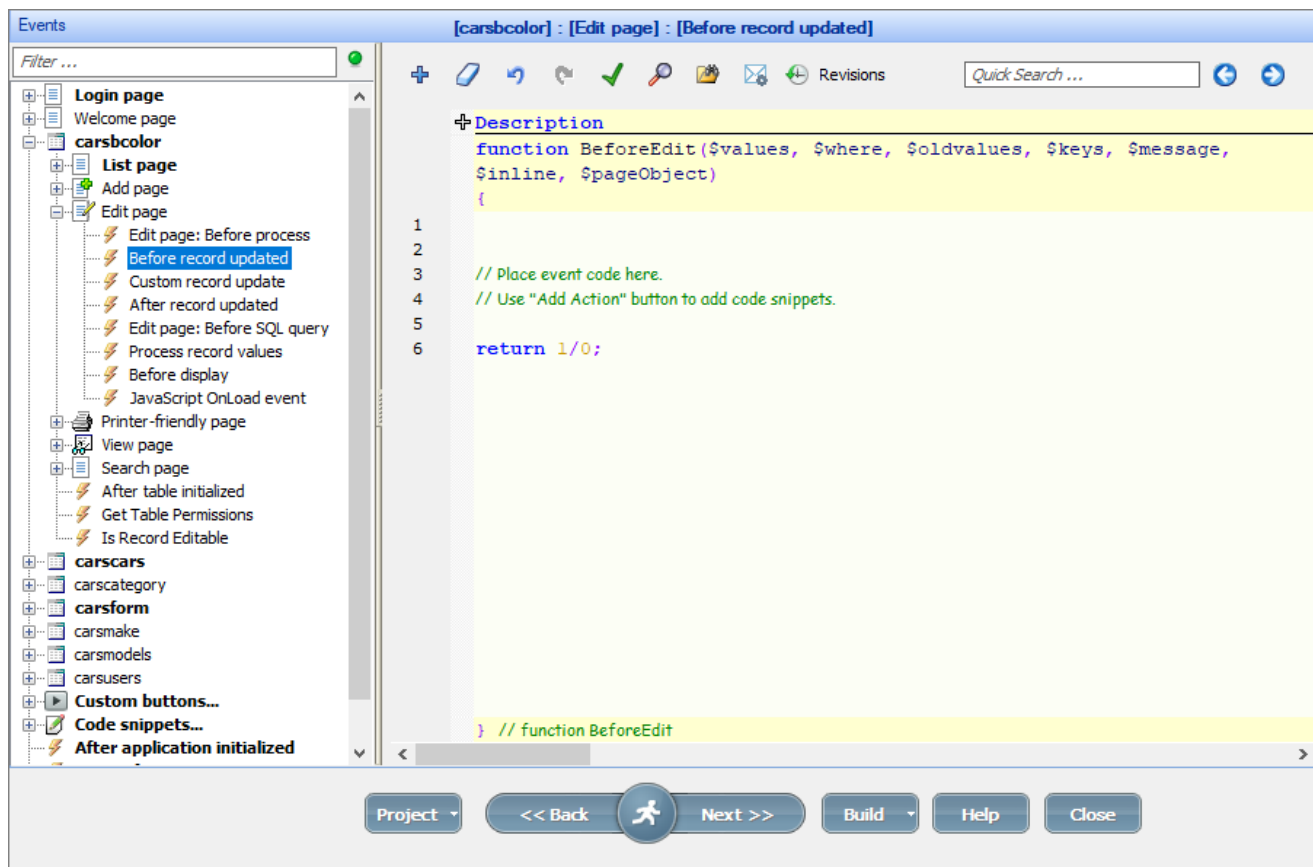 Events
[carsbcolor] : [Edit page] : [Before record updated]
Filter ...
Login page
Welcome page
carsbcolor
List page
Add page
Edit page
Edit page: Before process
Before record updated
Custom record update
After record updated
Edit page: Before SQL query
Process record values
Before display
JavaScript OnLoad event
Printer-friendly page
View page
Search page
After table initialized
Get Table Permissions
Is Record Editable
carscars
carscategory
carsform
carsmake
carsmodels
carsusers
Custom buttons...
Code snippets...
After application initialized
Revisions
Quick Search ...
Description
function BeforeEdit($values, $where, $oldvalues, $keys, $message,
$inline, $pageObject)
{
1
2
3 // Place event code here.
4 // Use "Add Action" button to add code snippets.
5
6 return 1/0;
} // function BeforeEdit
Project
<< Back
Next >>
Build
Help
Close